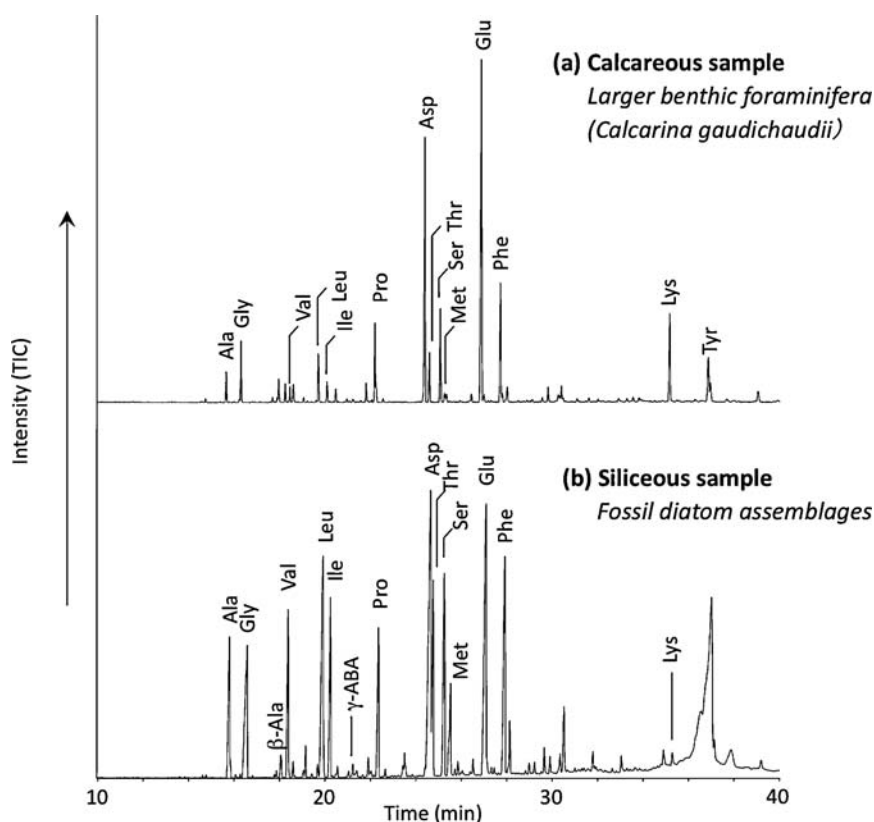 (a) Calcareous sample
Larger benthic foraminifera
(Calcarina gaudichaudii)
Ala
Gly
Val
Leu
Ile
Pro
Asp
Thr
Ser
Met
Glu
Phe
Lys
Tyr
Intensity (TIC)
(b) Siliceous sample
Fossil diatom assemblages
Ala
Gly
β-Ala
Val
Leu
Ile
γ-ABA
Pro
Asp
Thr
Ser
Met
Glu
Phe
Lys
10 20 30 40
Time (min)